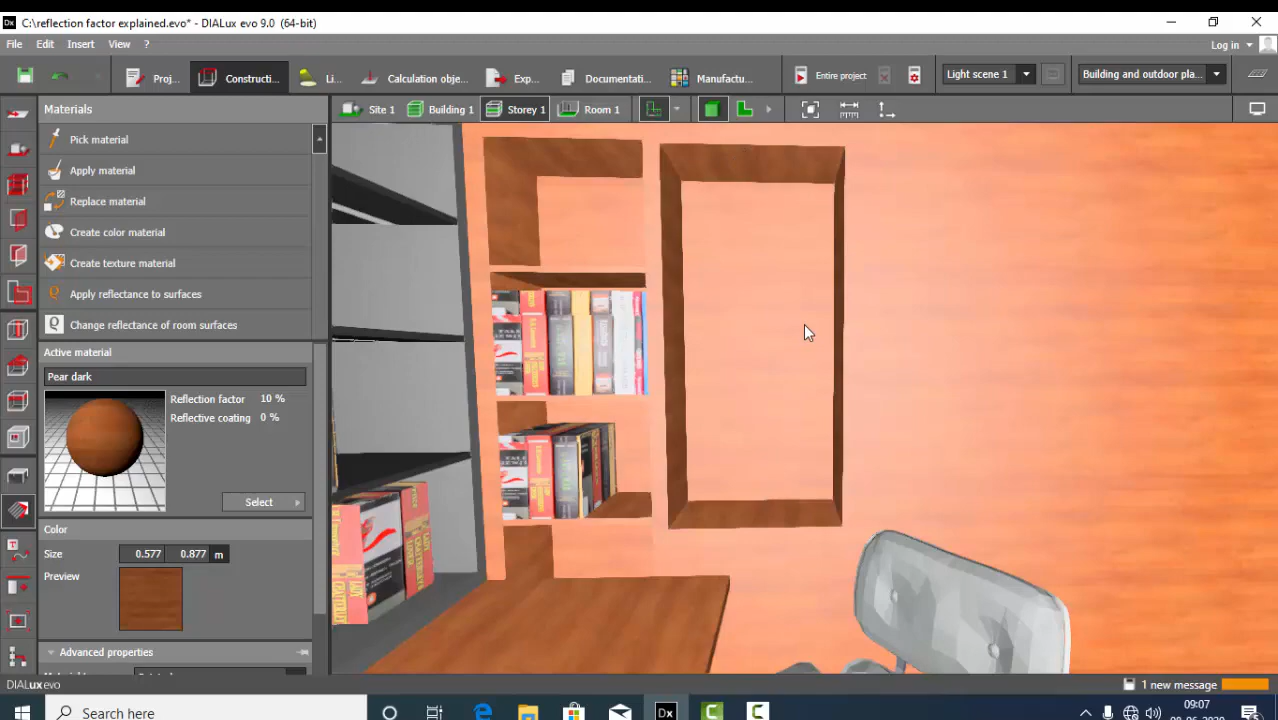 C:\reflection factor explained.evo* - DIALux evo 9.0 (64-bit)
File Edit Insert View ?
Log in
Proj...
Constructi...
Li...
Calculation obje...
Exp...
Documentati...
Manufactu...
Entire project
Light scene 1
Building and outdoor pla...
Materials
Site 1
Building 1
Storey 1
Room 1
Pick material
Apply material
Replace material
Create color material
Create texture material
Apply reflectance to surfaces
Change reflectance of room surfaces
Active material
Pear dark
Reflection factor 10 %
Reflective coating 0 %
Select
Color
Size 0.577 0.877 m
Preview
Advanced properties
DIALux evo
1 new message
Search here
09:07